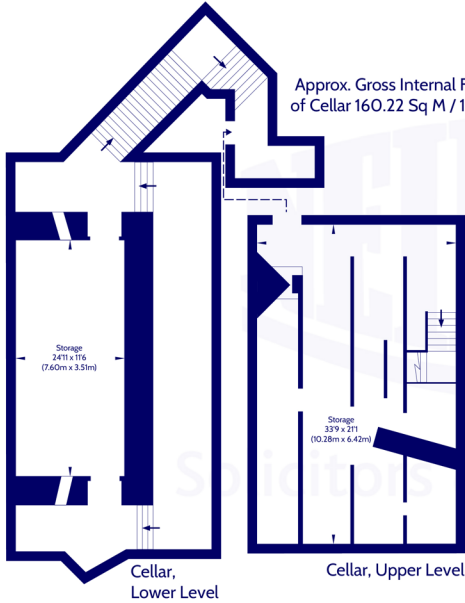 Approx. Gross Internal F
of Cellar 160.22 Sq M / 1
Storage
24'11 x 11'6
(7.60m x 3.51m)
Storage
33'9 x 21'1
(10.28m x 6.42m)
Solicitors
Cellar,
Lower Level
Cellar, Upper Level